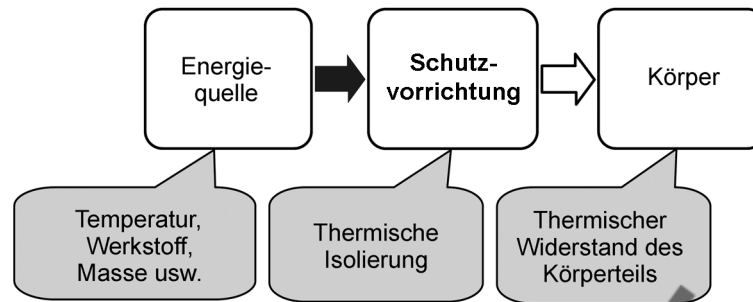 Energie-
quelle
Schutz-
vorrichtung
Körper
Temperatur,
Werkstoff,
Masse usw.
Thermische
Isolierung
Thermischer
Widerstand des
Körperteils